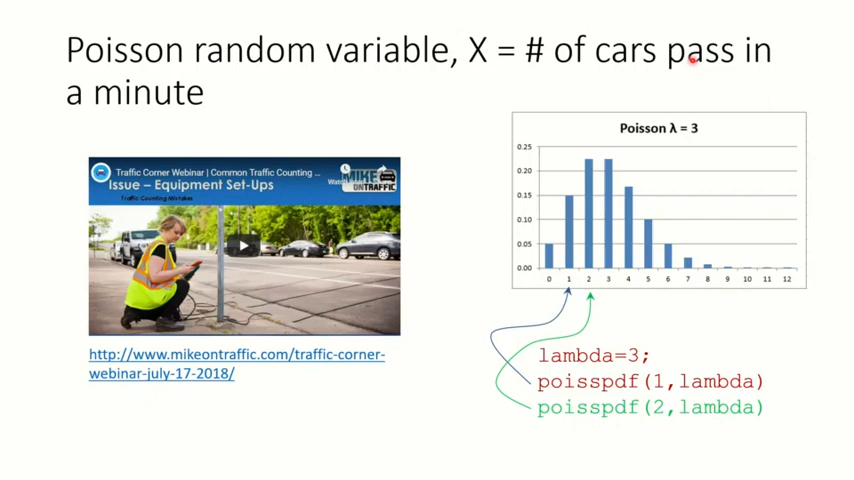 Poisson random variable, X = # of cars pass in
a minute
Traffic Corner Webinar | Common Traffic Counting ...
Issue – Equipment Set-Ups
Traffic Counting Mistakes
MIKE
ONTRAFFIC
http://www.mikeontraffic.com/traffic-corner-
webinar-july-17-2018/
Poisson λ = 3
0.25
0.20
0.15
0.10
0.05
0.00
0 1 2 3 4 5 6 7 8 9 10 11 12
lambda=3;
poisspdf(1,lambda)
poisspdf(2,lambda)